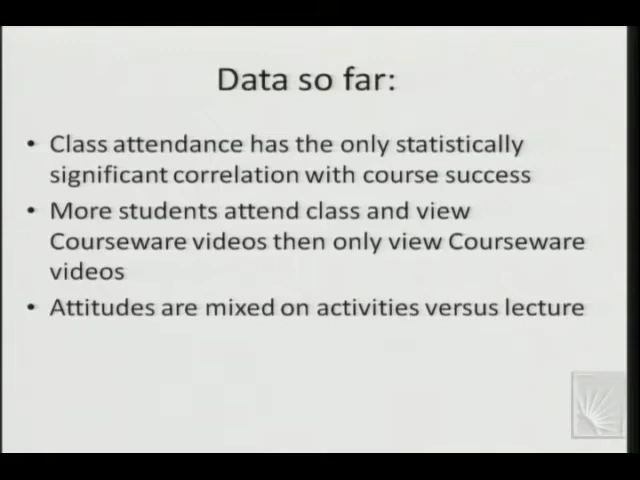 Data so far:
• Class attendance has the only statistically
significant correlation with course success
• More students attend class and view
Courseware videos then only view Courseware
videos
• Attitudes are mixed on activities versus lecture